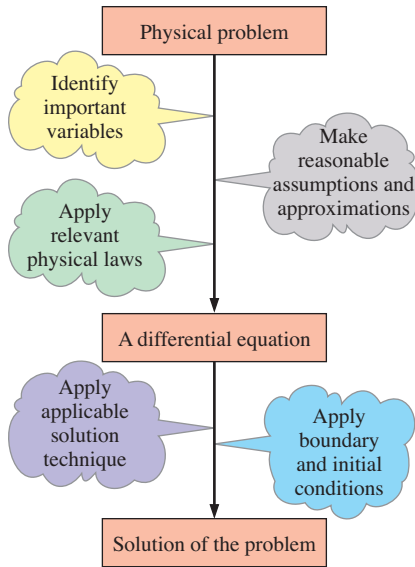 Physical problem
Identify
important
variables
Make
reasonable
assumptions and
approximations
Apply
relevant
physical laws
A differential equation
Apply
applicable
solution
technique
Apply
boundary
and initial
conditions
Solution of the problem